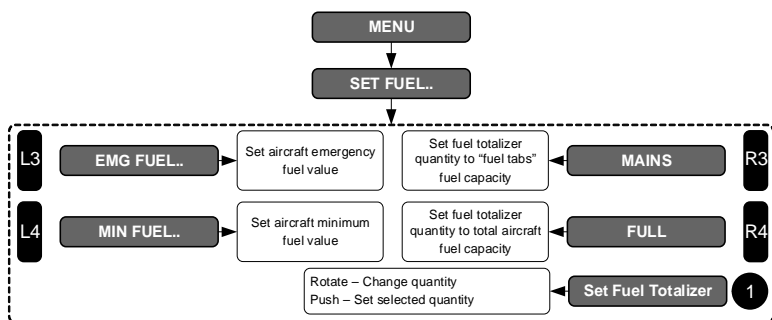 MENU
SET FUEL..
L3
EMG FUEL..
Set aircraft emergency
fuel value
Set fuel totalizer
quantity to “fuel tabs”
fuel capacity
MAINS
R3
L4
MIN FUEL..
Set aircraft minimum
fuel value
Set fuel totalizer
quantity to total aircraft
fuel capacity
FULL
R4
Rotate – Change quantity
Push – Set selected quantity
Set Fuel Totalizer
1